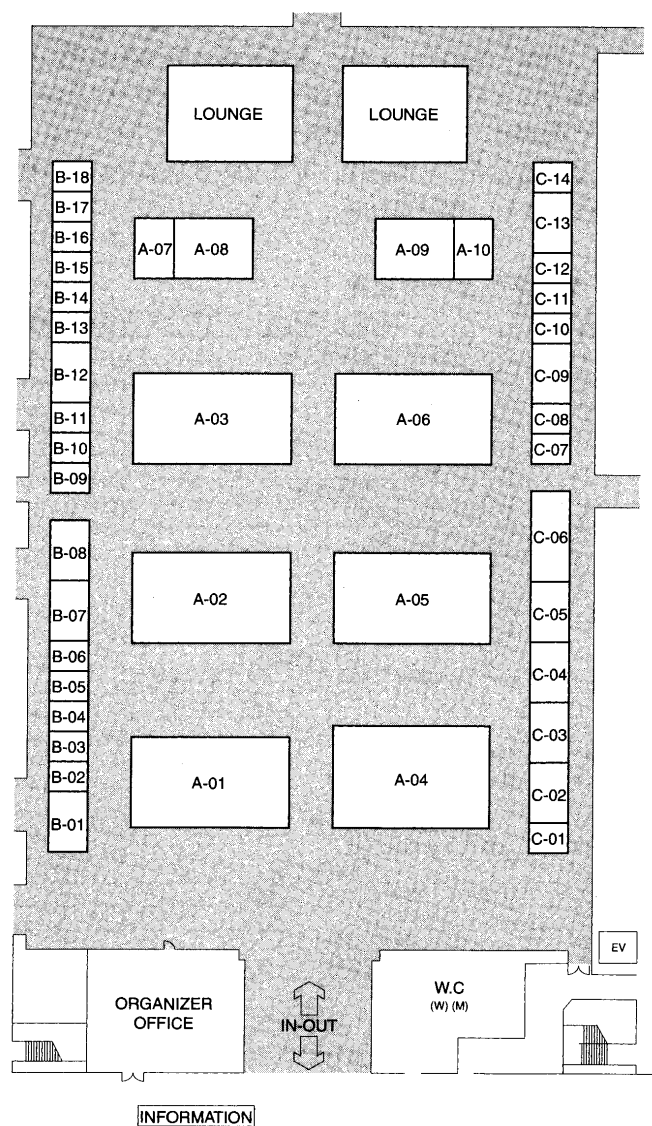 LOUNGE
LOUNGE
B-18
B-17
B-16
B-15
B-14
B-13
B-12
B-11
B-10
B-09
B-08
B-07
B-06
B-05
B-04
B-03
B-02
B-01
A-07
A-08
A-09
A-10
A-03
A-06
A-02
A-05
A-01
A-04
C-14
C-13
C-12
C-11
C-10
C-09
C-08
C-07
C-06
C-05
C-04
C-03
C-02
C-01
EV
ORGANIZER
OFFICE
IN-OUT
W.C
(W) (M)
INFORMATION